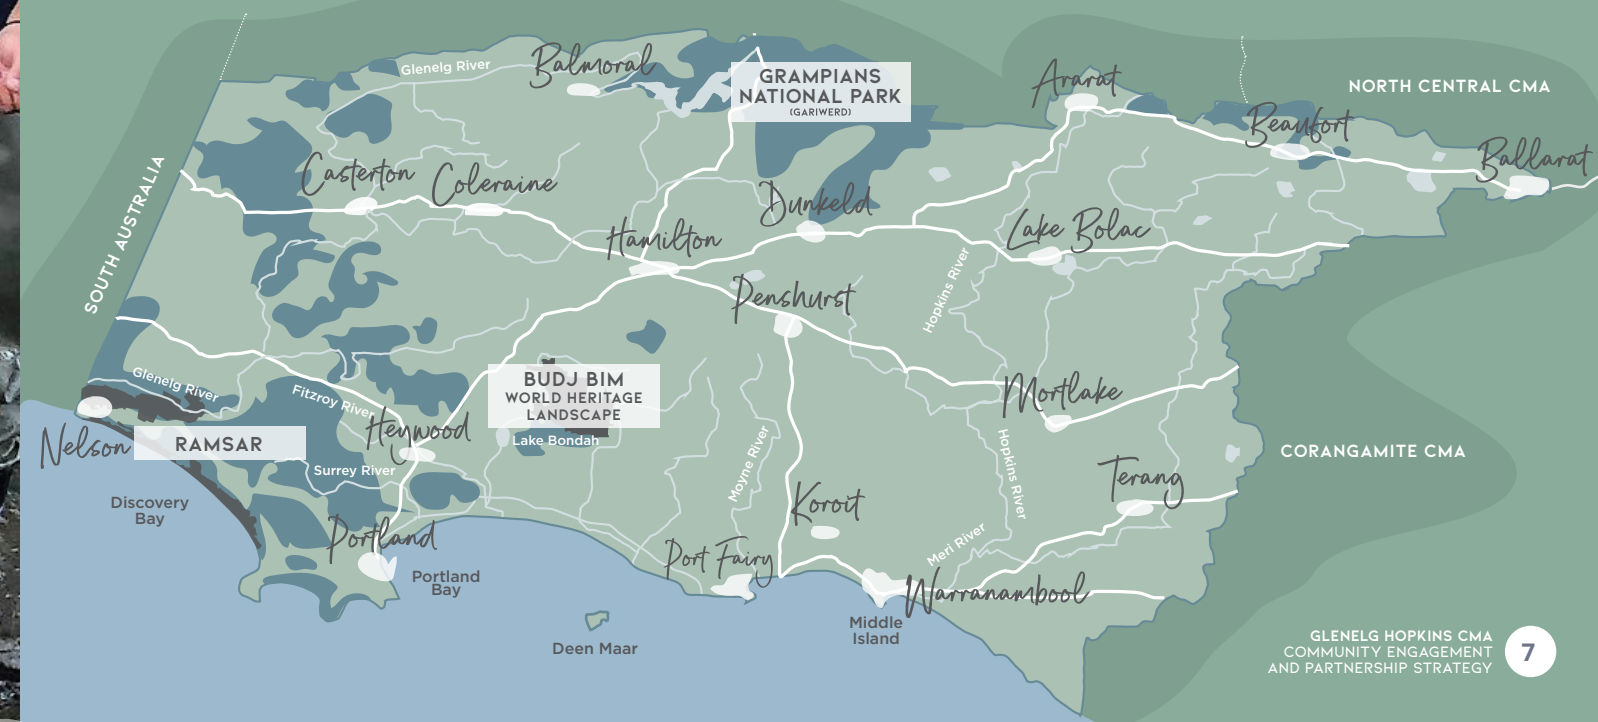 Glenelg River
Balmoral
GRAMPIANS
NATIONAL PARK
(GARIWERD)
Ararat
NORTH CENTRAL CMA
Beaufort
Ballarat
SOUTH AUSTRALIA
Casterton
Coleraine
Dunkeld
Hamilton
Lake Bolac
Hopkins River
Penshurst
Glenelg River
Fitzroy River
BUDJ BIM
WORLD HERITAGE
LANDSCAPE
Lake Bondah
Mortlake
Nelson
RAMSAR
Heywood
Surrey River
Moyne River
Hopkins River
CORANGAMITE CMA
Discovery
Bay
Terang
Koroit
Portland
Port Fairy
Meri River
Portland
Bay
Warranambool
Middle
Island
Deen Maar
GLENELG HOPKINS CMA
COMMUNITY ENGAGEMENT
AND PARTNERSHIP STRATEGY
7